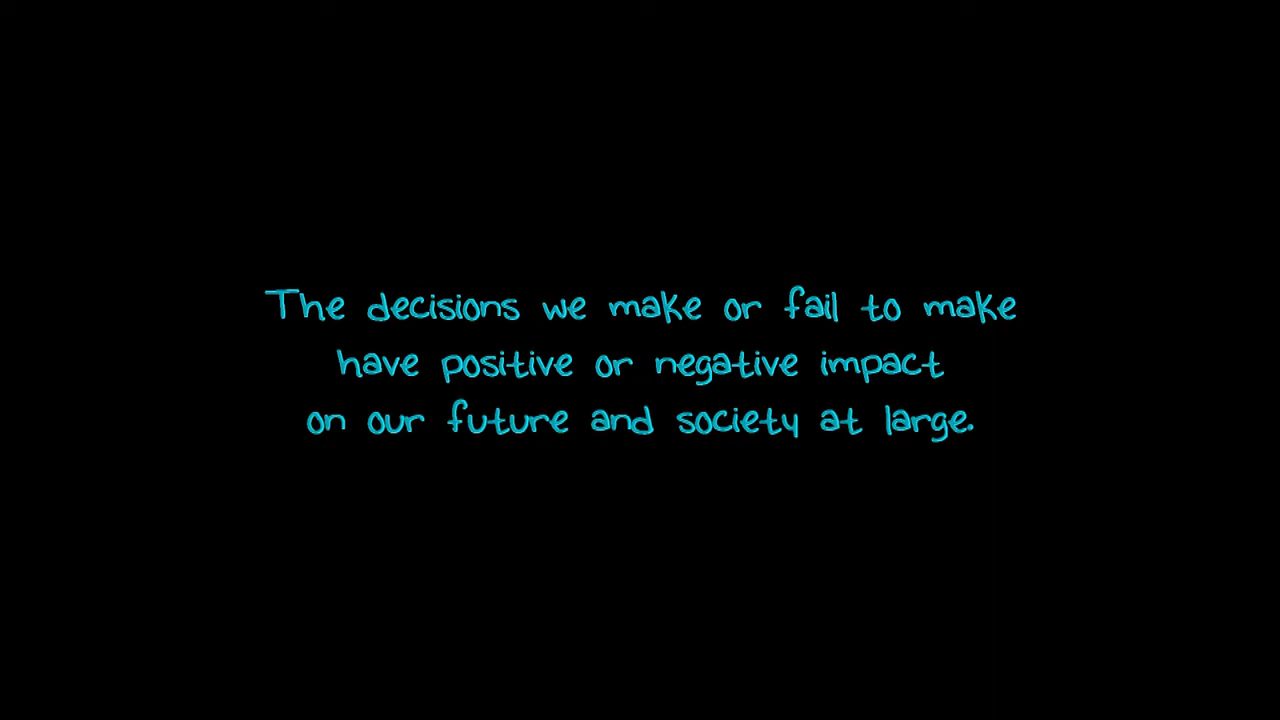 The decisions we make or fail to make
have positive or negative impact
on our future and society at large.